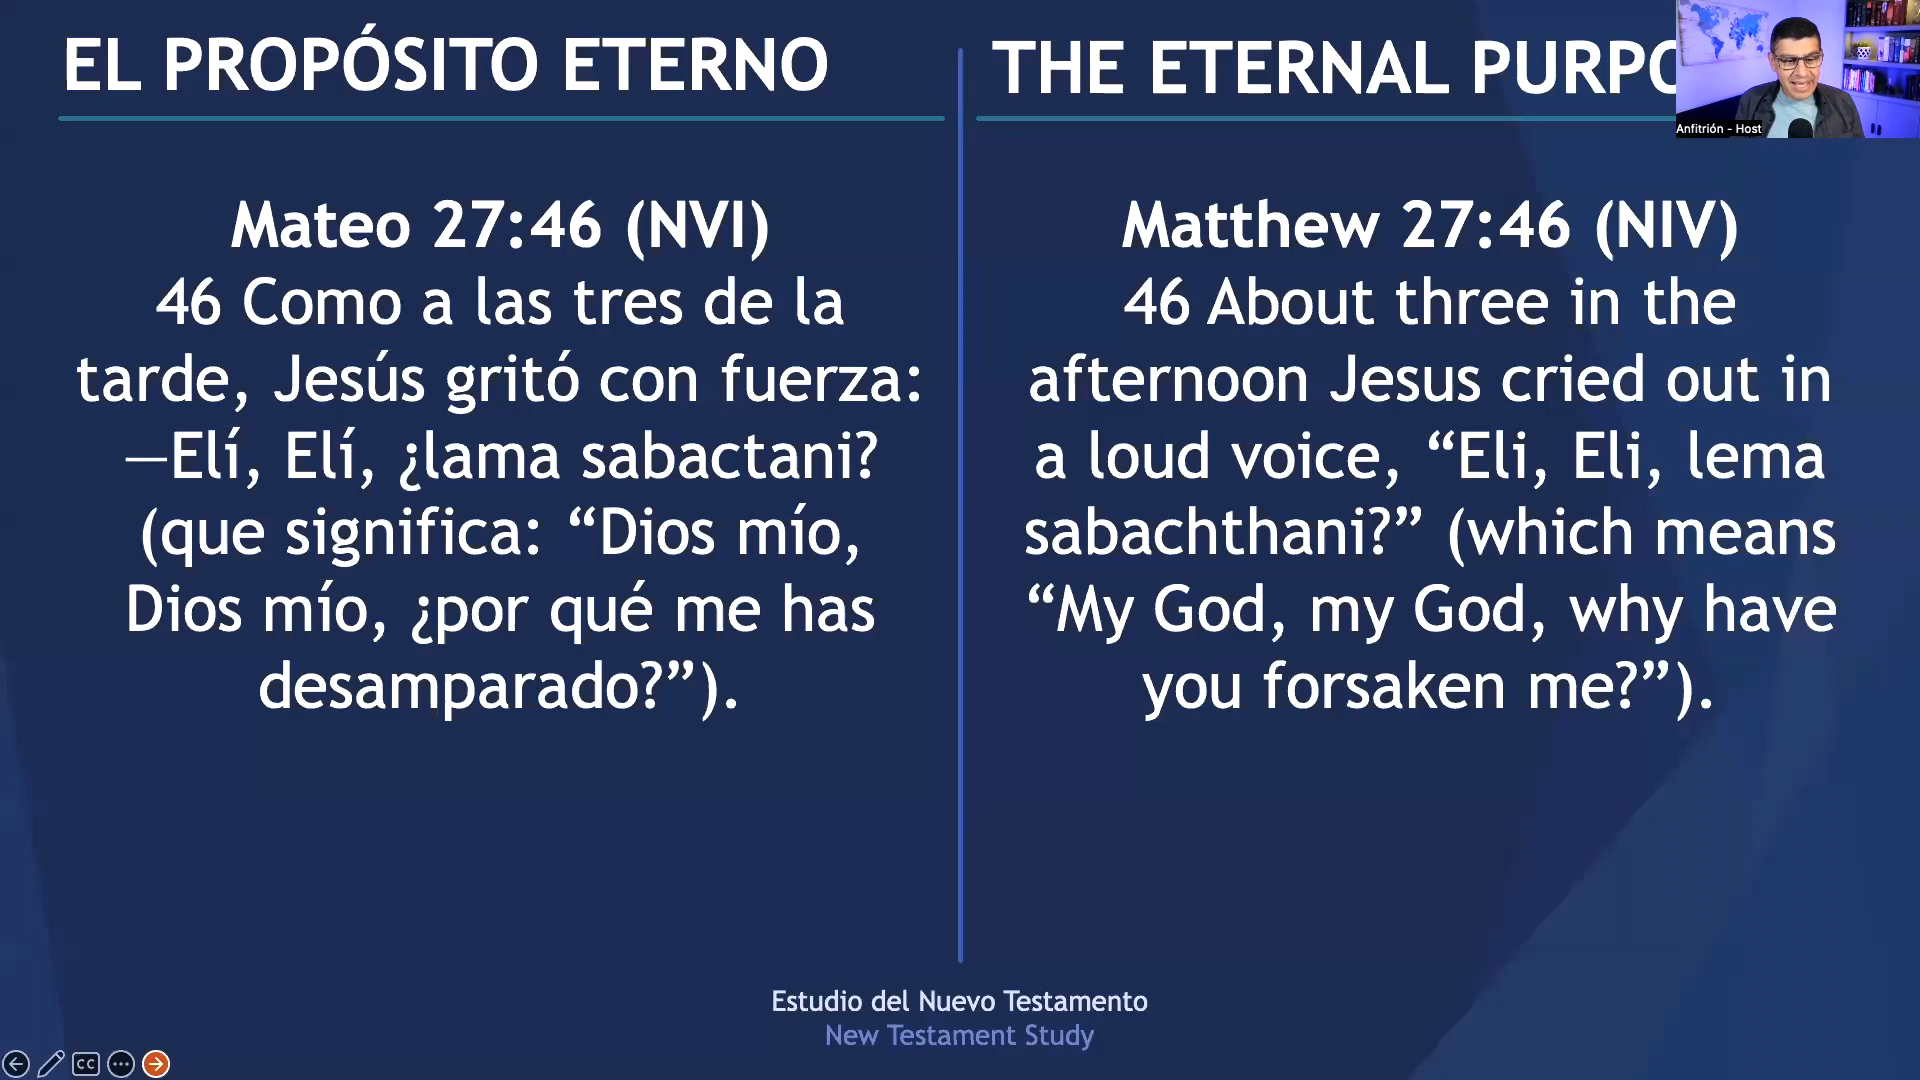 EL PROPÓSITO ETERNO
Mateo 27:46 (NVI)
46 Como a las tres de la
tarde, Jesús gritó con fuerza:
—Elí, Elí, ¿lama sabactani?
(que significa: “Dios mío,
Dios mío, ¿por qué me has
desamparado?”).
THE ETERNAL PURPO
Matthew 27:46 (NIV)
46 About three in the
afternoon Jesus cried out in
a loud voice, “Eli, Eli, lema
sabachthani?” (which means
“My God, my God, why have
you forsaken me?”).
Anfitrión - Host
Estudio del Nuevo Testamento
New Testament Study
CC